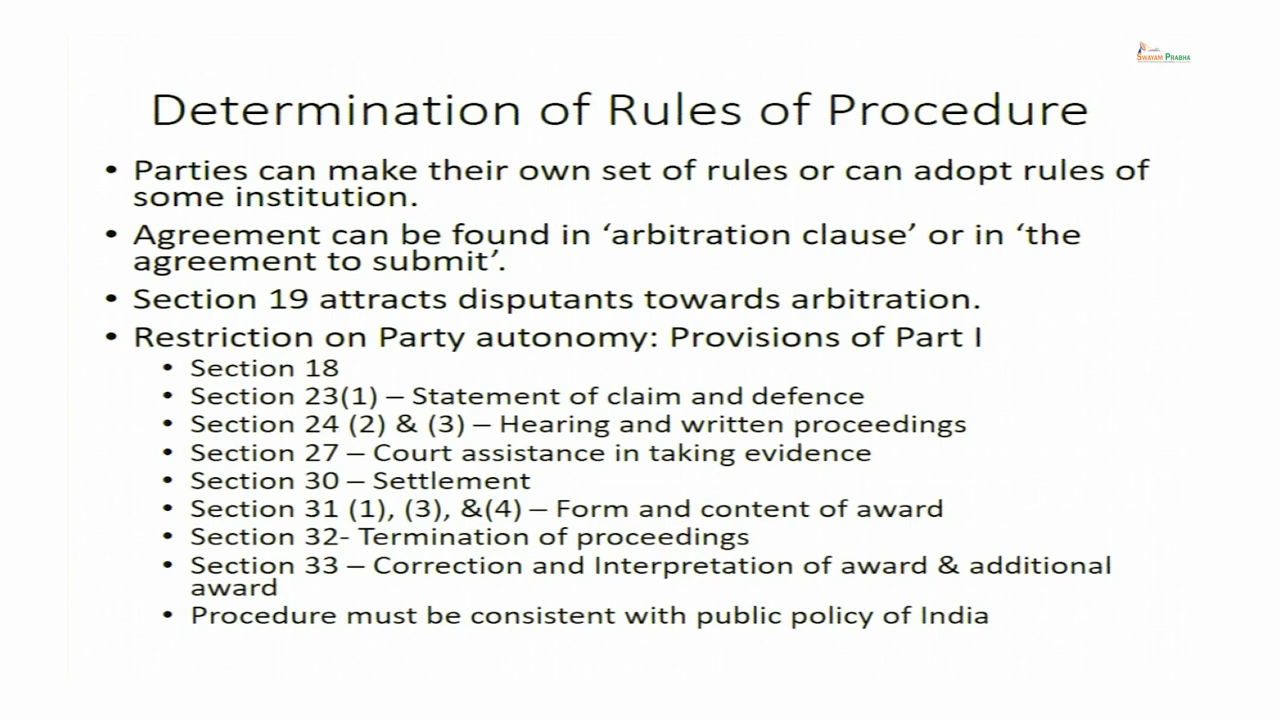 SWAYAM PRABHA
Determination of Rules of Procedure
• Parties can make their own set of rules or can adopt rules of
some institution.
• Agreement can be found in ‘arbitration clause’ or in ‘the
agreement to submit’.
• Section 19 attracts disputants towards arbitration.
• Restriction on Party autonomy: Provisions of Part I
• Section 18
• Section 23(1) – Statement of claim and defence
• Section 24 (2) & (3) – Hearing and written proceedings
• Section 27 – Court assistance in taking evidence
• Section 30 – Settlement
• Section 31 (1), (3), &(4) – Form and content of award
• Section 32- Termination of proceedings
• Section 33 – Correction and Interpretation of award & additional
award
• Procedure must be consistent with public policy of India